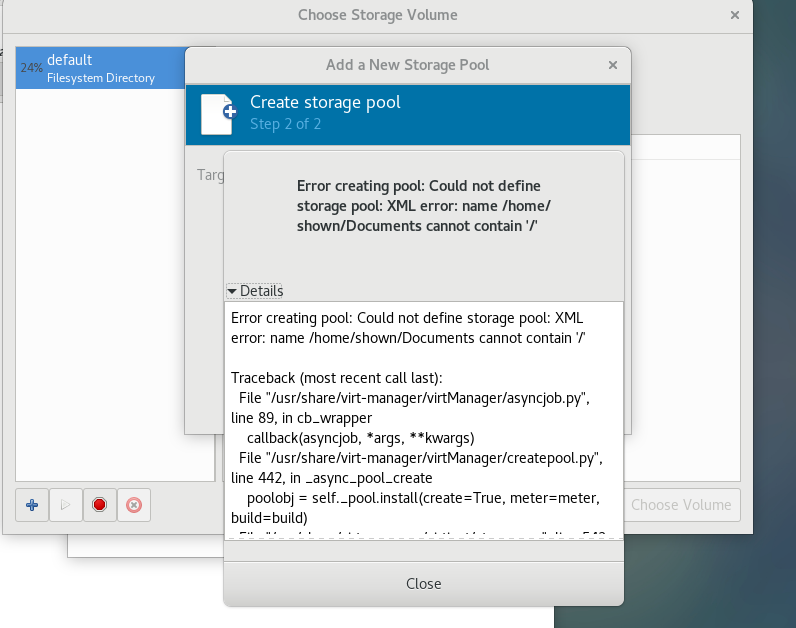 Choose Storage Volume
24%
default
Filesystem Directory
Add a New Storage Pool
Create storage pool
Step 2 of 2
Targ
Error creating pool: Could not define
storage pool: XML error: name /home/
shown/Documents cannot contain '/'
Details
Error creating pool: Could not define storage pool: XML
error: name /home/shown/Documents cannot contain '/'
Traceback (most recent call last):
File "/usr/share/virt-manager/virtManager/asyncjob.py",
line 89, in cb_wrapper
callback(asyncjob, *args, **kwargs)
File "/usr/share/virt-manager/virtManager/createpool.py",
line 442, in _async_pool_create
poolobj = self._pool.install(create=True, meter=meter,
build=build)
Choose Volume
Close